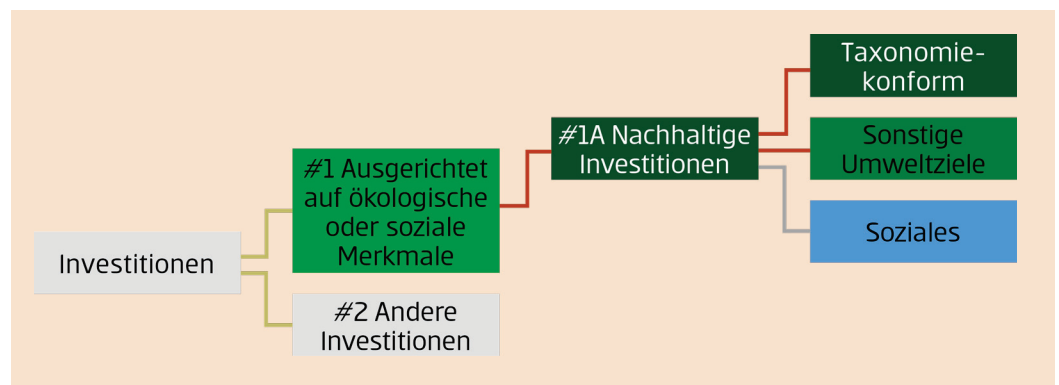 Investitionen
#1 Ausgerichtet
auf ökologische
oder soziale
Merkmale
#2 Andere
Investitionen
#1A Nachhaltige
Investitionen
Taxonomie-
konform
Sonstige
Umweltziele
Soziales